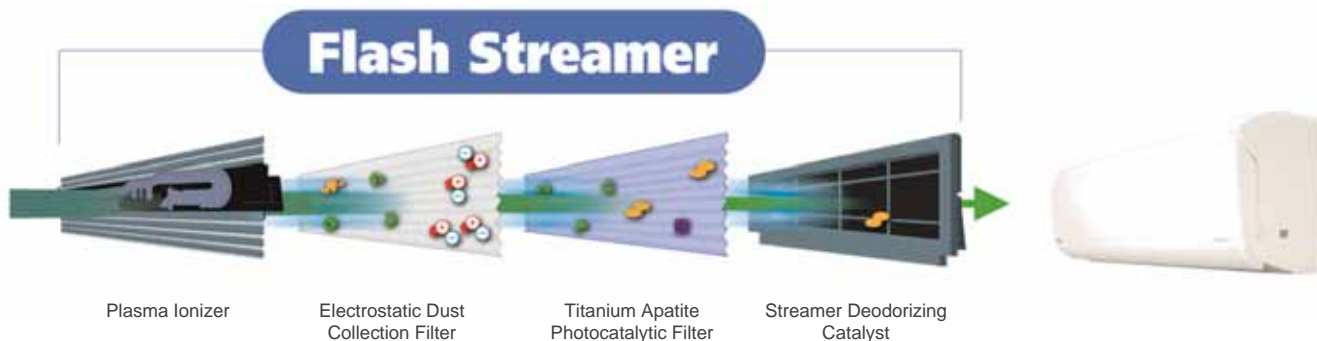 Flash Streamer
Plasma Ionizer
Electrostatic Dust
Collection Filter
Titanium Apatite
Photocatalytic Filter
Streamer Deodorizing
Catalyst